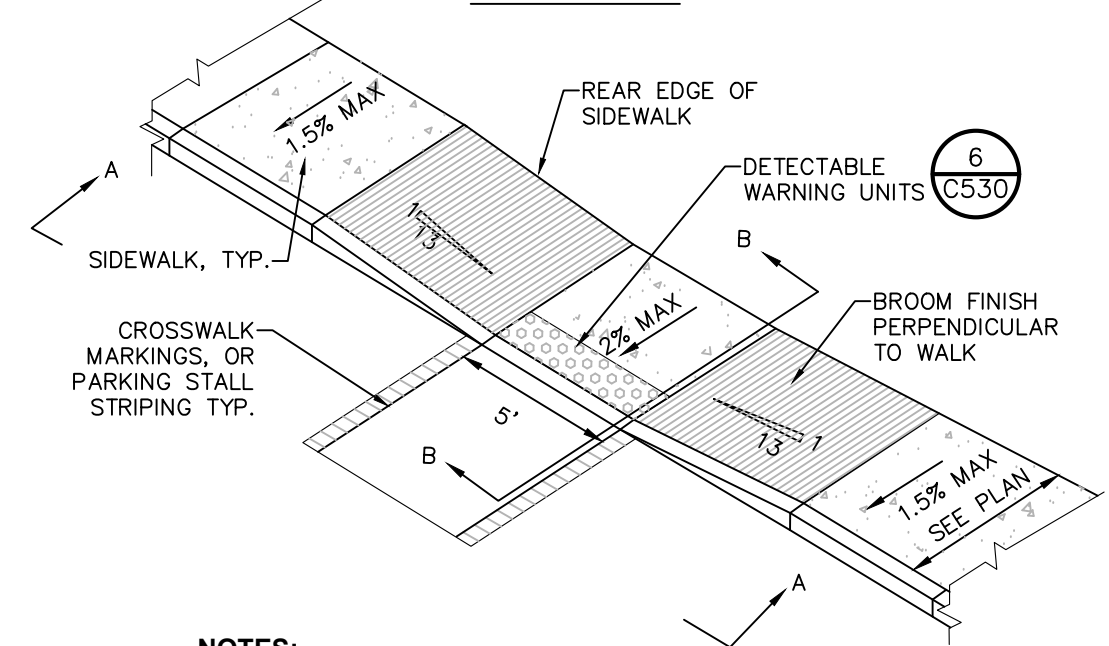 REAR EDGE OF
SIDEWALK
1.5% MAX
DETECTABLE
WARNING UNITS
6
C530
A
1
13
B
SIDEWALK, TYP.
2% MAX
BROOM FINISH
PERPENDICULAR
TO WALK
CROSSWALK
MARKINGS, OR
PARKING STALL
STRIPING TYP.
5'
1
13
B
1.5% MAX
SEE PLAN
A
NOTES: